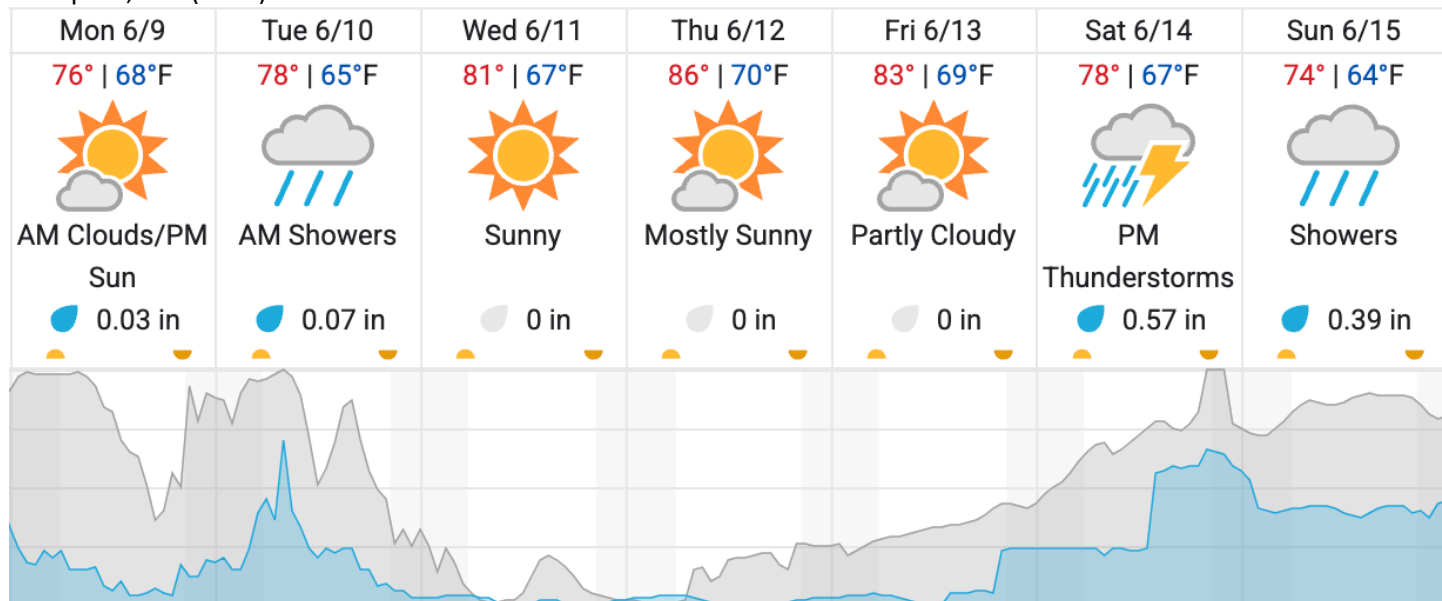 Mon 6/9 Tue 6/10 Wed 6/11 Thu 6/12 Fri 6/13 Sat 6/14 Sun 6/15
76° | 68°F 78° | 65°F 81° | 67°F 86° | 70°F 83° | 69°F 78° | 67°F 74° | 64°F
AM Clouds/PM AM Showers Sunny Mostly Sunny Partly Cloudy PM Showers
Sun Thunderstorms
0.03 in 0.07 in 0 in 0 in 0 in 0.57 in 0.39 in